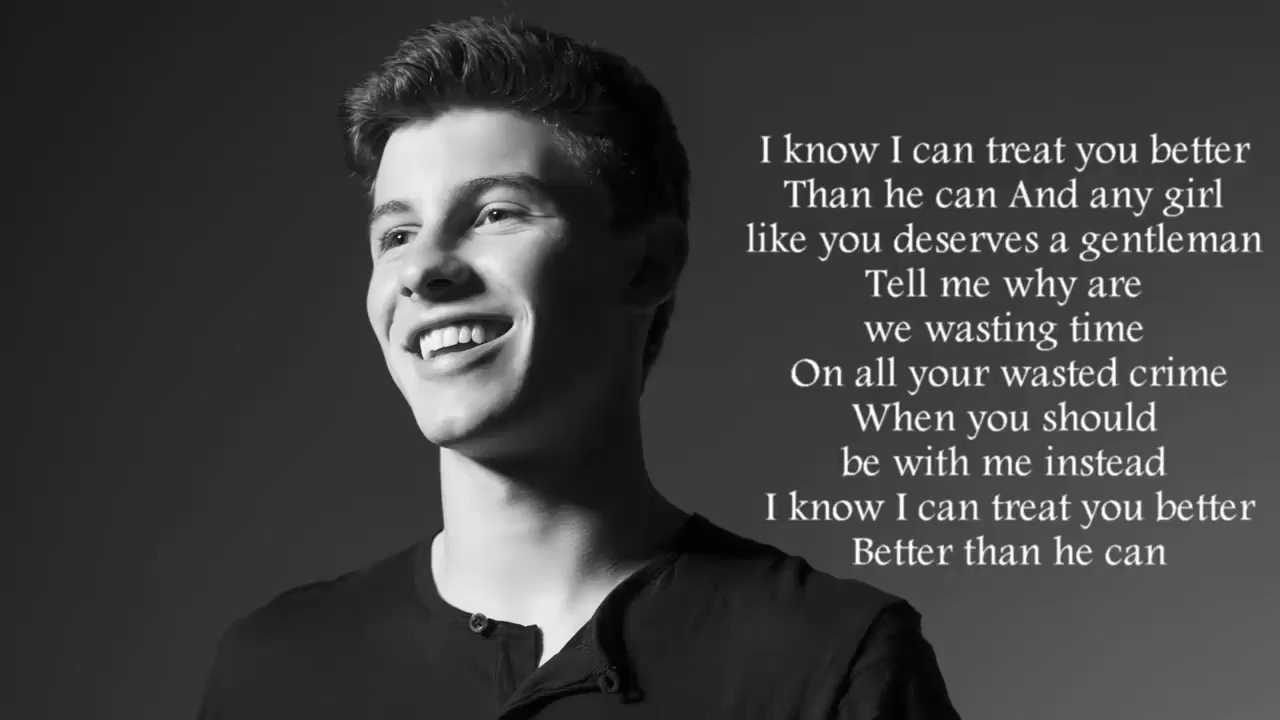 I know I can treat you better
Than he can And any girl
like you deserves a gentleman
Tell me why are
we wasting time
On all your wasted crime
When you should
be with me instead
I know I can treat you better
Better than he can